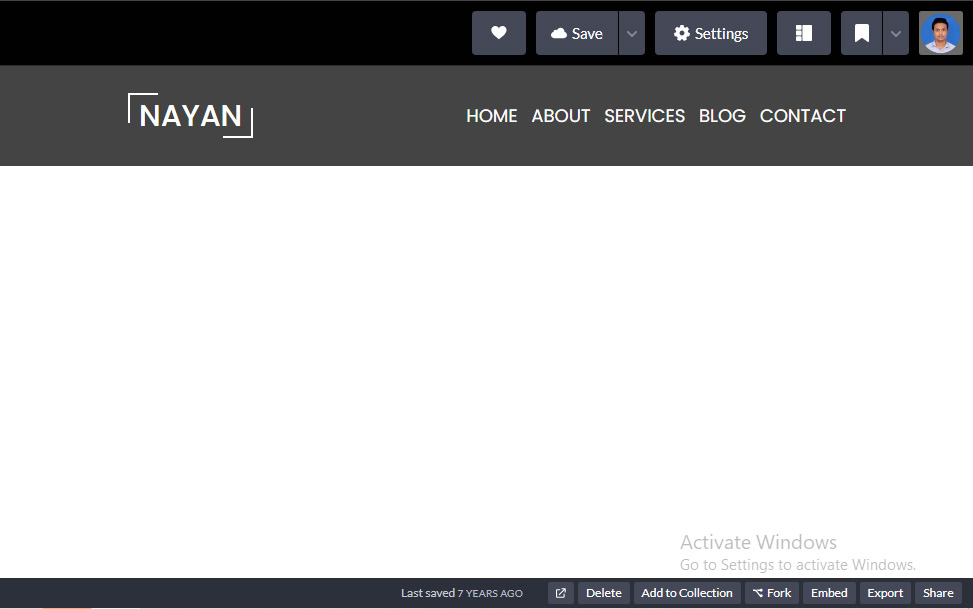 Save Settings
NAYAN HOME ABOUT SERVICES BLOG CONTACT
Activate Windows
Go to Settings to activate Windows.
Last saved 7 YEARS AGO Delete Add to Collection Fork Embed Export Share